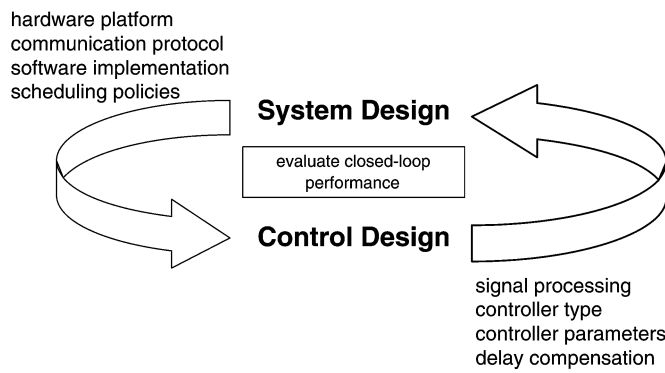 hardware platform
communication protocol
software implementation
scheduling policies
System Design
evaluate closed-loop
performance
Control Design
signal processing
controller type
controller parameters
delay compensation